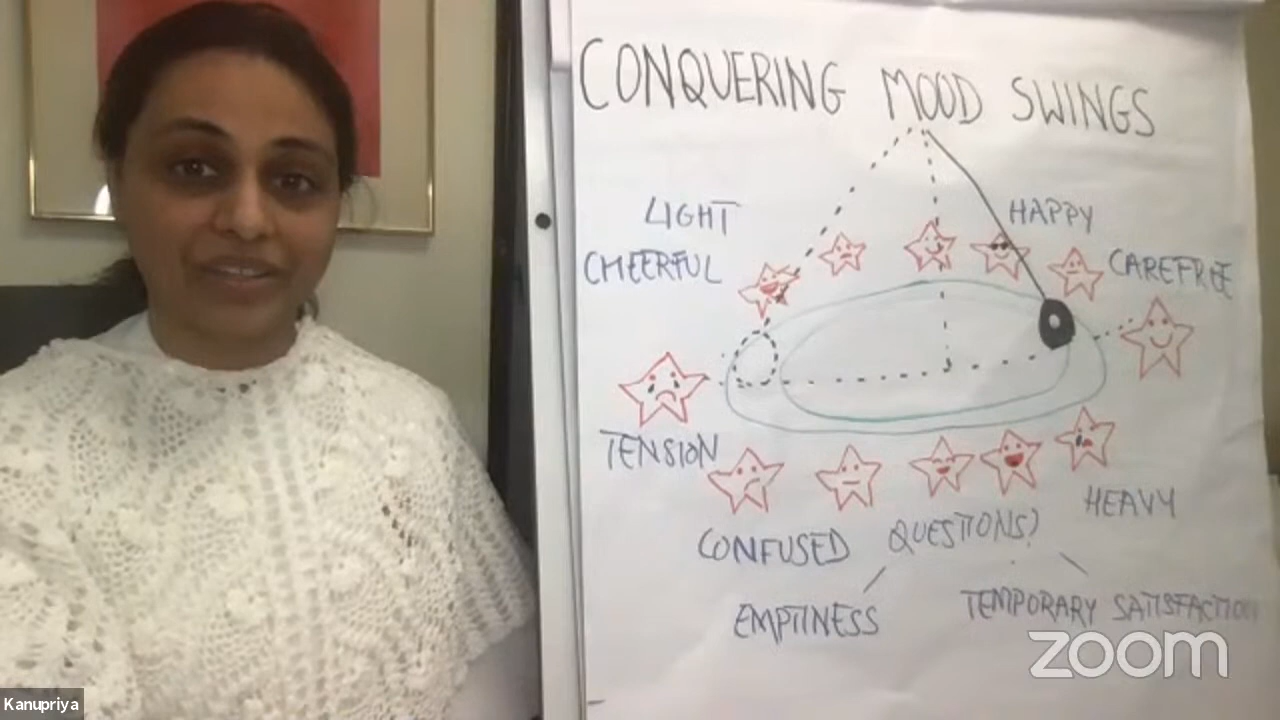 CONQUERING MOOD SWINGS
LIGHT
HAPPY
CHEERFUL
CAREFREE
TENSION
HEAVY
CONFUSED
QUESTIONS?
EMPTINESS
TEMPORARY SATISFACTION
zoom
Kanupriya